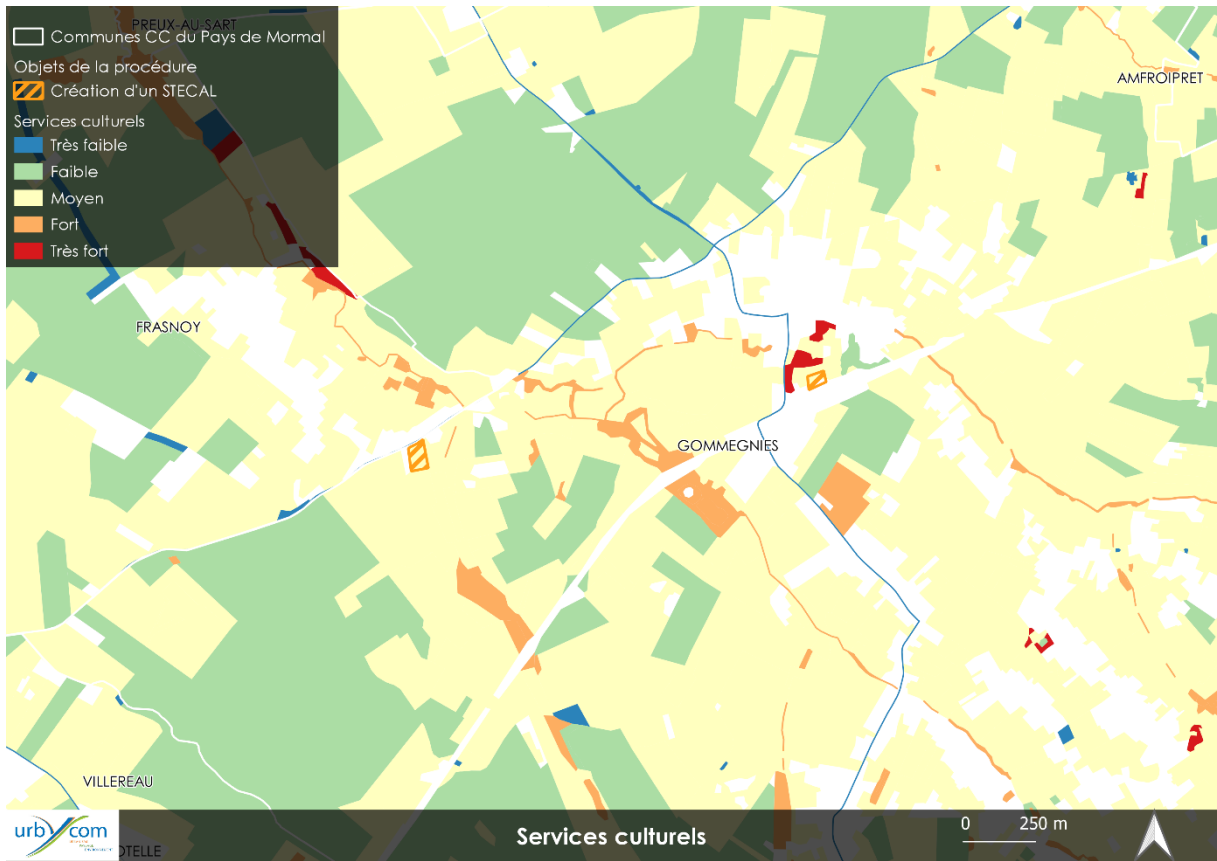 PREUX-AU-SART
Communes CC du Pays de Mormal
Objets de la procédure
Création d'un STECAL
Services culturels
Très faible
Faible
Moyen
Fort
Très fort
AMFROIPRET
FRASNOY
GOMMEGNIES
VILLEREAU
urbycom
OTELLE
Services culturels
0 250 m